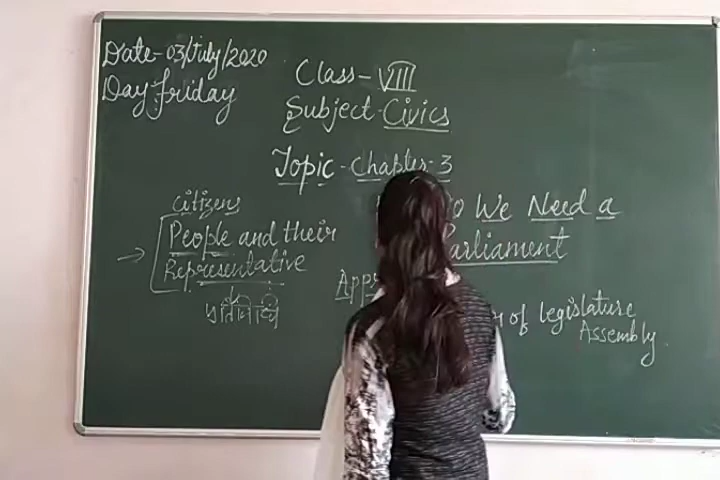 Date-03/July/2020
Day-friday
Class-VIII
Subject-Civics
Topic-Chapter-3
We Need a
Parliament
citizens
→ People and their
Representative
प्रतिनिधि
of legislature
Assembly